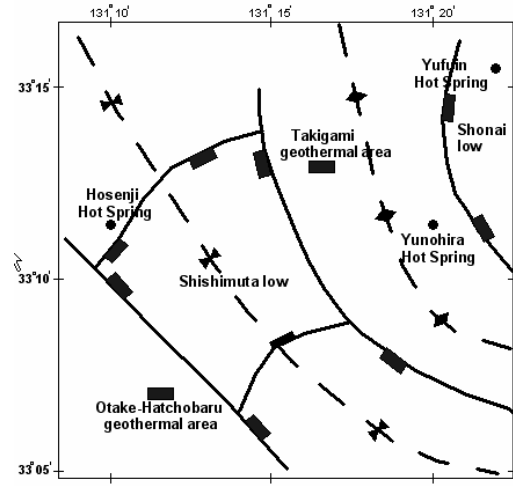 131° 10'
131° 15'
131° 20'
Yufuin
Hot Spring
33°15'
Takigami
geothermal area
Shonai
low
Hosenji
Hot Spring
Yunohira
Hot Spring
33°10'
Shishimuta low
Otake-Hatchobaru
geothermal area
33°05'